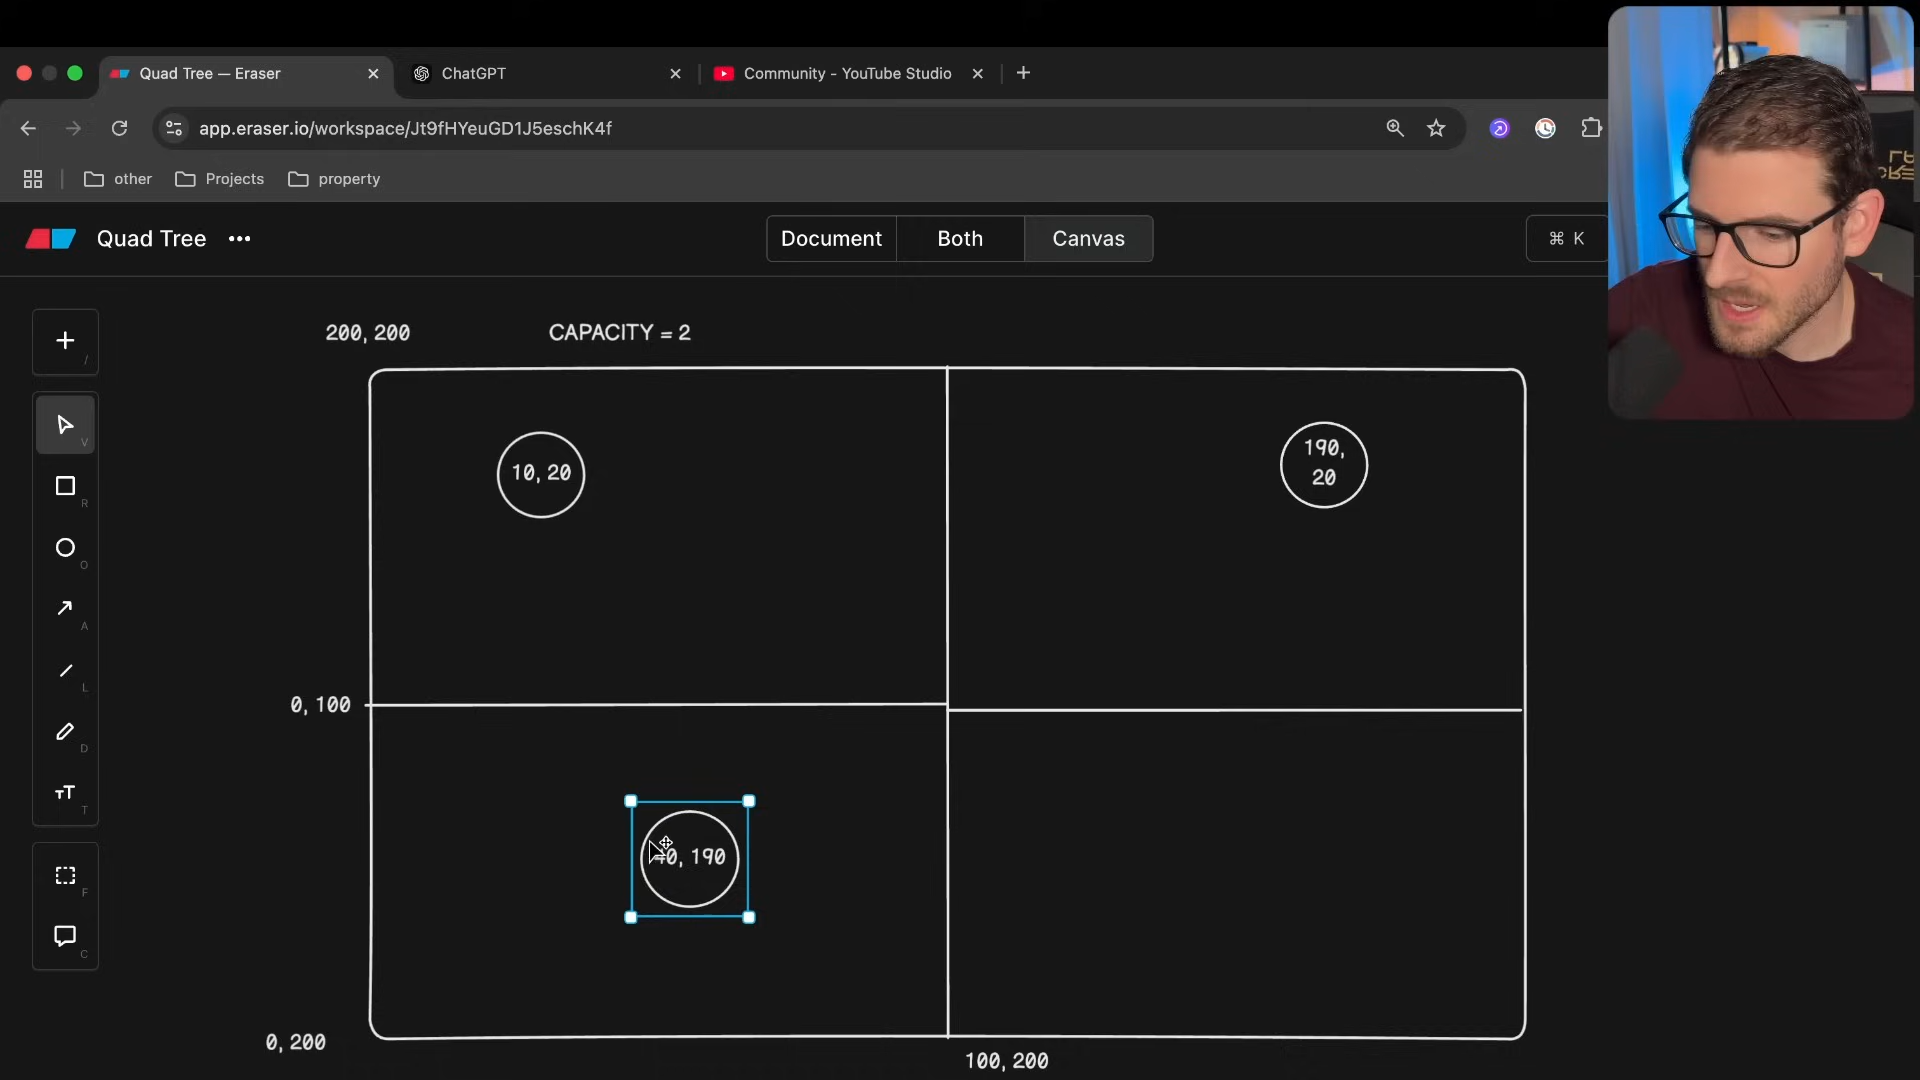 Quad Tree — Eraser
ChatGPT
Community - YouTube Studio
app.eraser.io/workspace/Jt9fHYeuGD1J5eschK4f
other
Projects
property
Quad Tree
Document
Both
Canvas
⌘ K
/
V
R
O
A
L
D
T
F
C
200, 200
CAPACITY = 2
10, 20
190,
20
0, 100
190
0, 200
100, 200